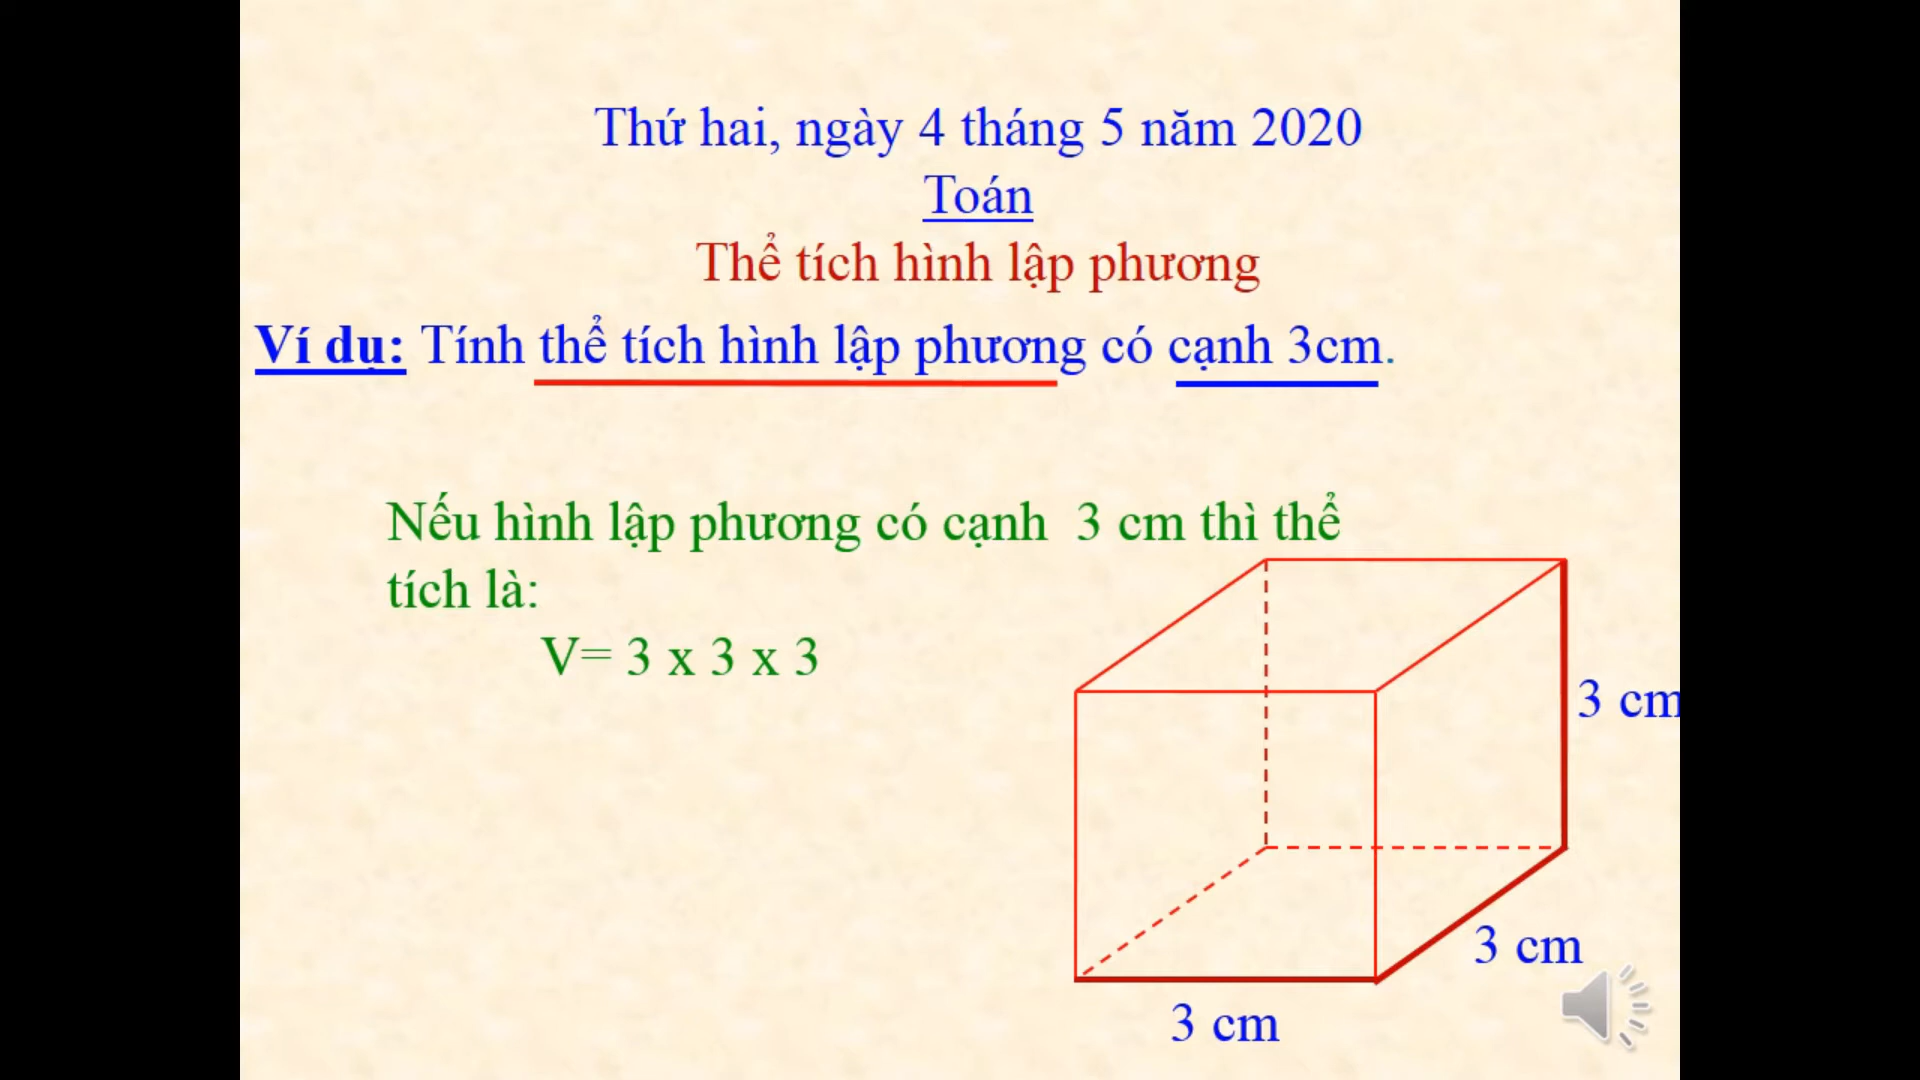 Thứ hai, ngày 4 tháng 5 năm 2020
Toán
Thể tích hình lập phương
Ví dụ: Tính thể tích hình lập phương có cạnh 3cm.
Nếu hình lập phương có cạnh 3 cm thì thể
tích là:
V= 3 x 3 x 3
3 cm
3 cm
3 cm